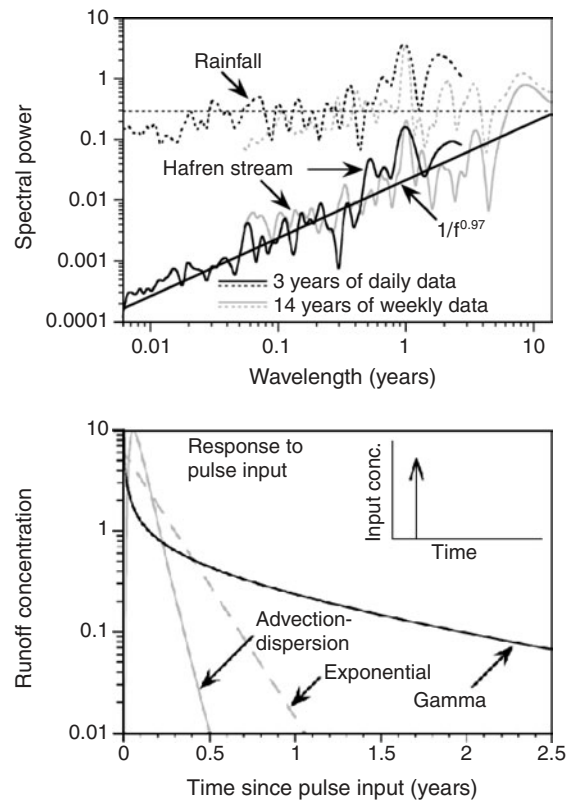 10
1
0.1
0.01
0.001
0.0001
Spectral power
Rainfall
Hafren stream
1/f^0.97
3 years of daily data
14 years of weekly data
0.01
0.1
1
10
Wavelength (years)
10
1
0.1
0.01
Runoff concentration
Response to
pulse input
Input conc.
Time
Advection-
dispersion
Exponential
Gamma
0
0.5
1
1.5
2
2.5
Time since pulse input (years)